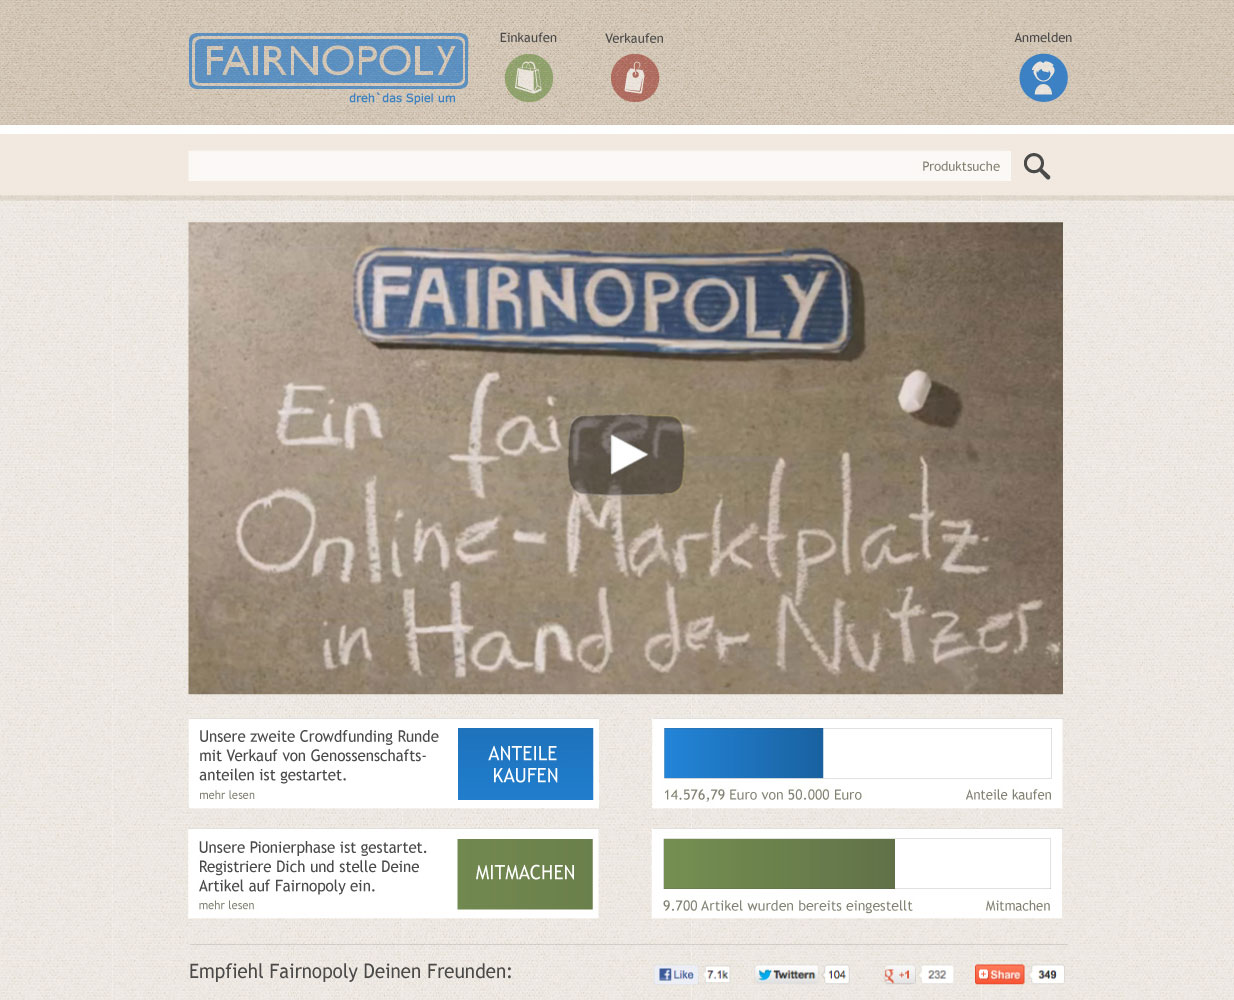 FAIRNOPOLY
dreh`das Spiel um
Einkaufen
Verkaufen
Anmelden
Produktsuche
FAIRNOPOLY
Ein fairer
Online-Marktplatz
in Hand der Nutzer.
Unsere zweite Crowdfunding Runde
mit Verkauf von Genossenschafts-
anteilen ist gestartet.
mehr lesen
ANTEILE
KAUFEN
14.576,79 Euro von 50.000 Euro
Anteile kaufen
Unsere Pionierphase ist gestartet.
Registriere Dich und stelle Deine
Artikel auf Fairnopoly ein.
mehr lesen
MITMACHEN
9.700 Artikel wurden bereits eingestellt
Mitmachen
Empfiehl Fairnopoly Deinen Freunden:
Like 7.1k
Twittern 104
+1 232
Share 349